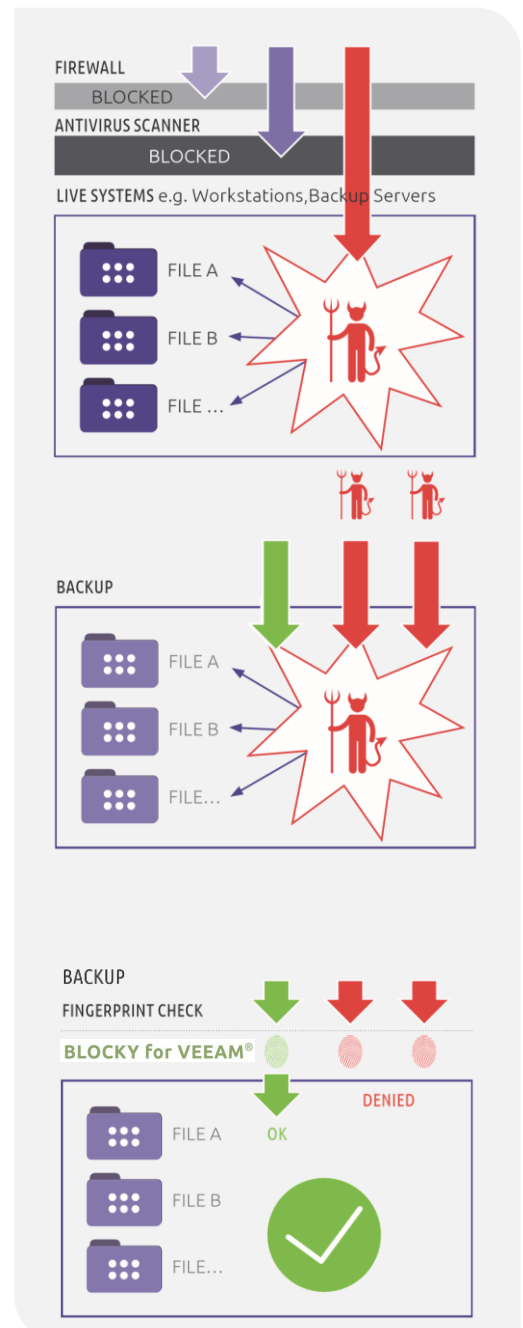 FIREWALL
BLOCKED
ANTIVIRUS SCANNER
BLOCKED
LIVE SYSTEMS e.g. Workstations,Backup Servers
FILE A
FILE B
FILE ...
BACKUP
FILE A
FILE B
FILE...
BACKUP
FINGERPRINT CHECK
BLOCKY for VEEAM®
DENIED
FILE A OK
FILE B
FILE...